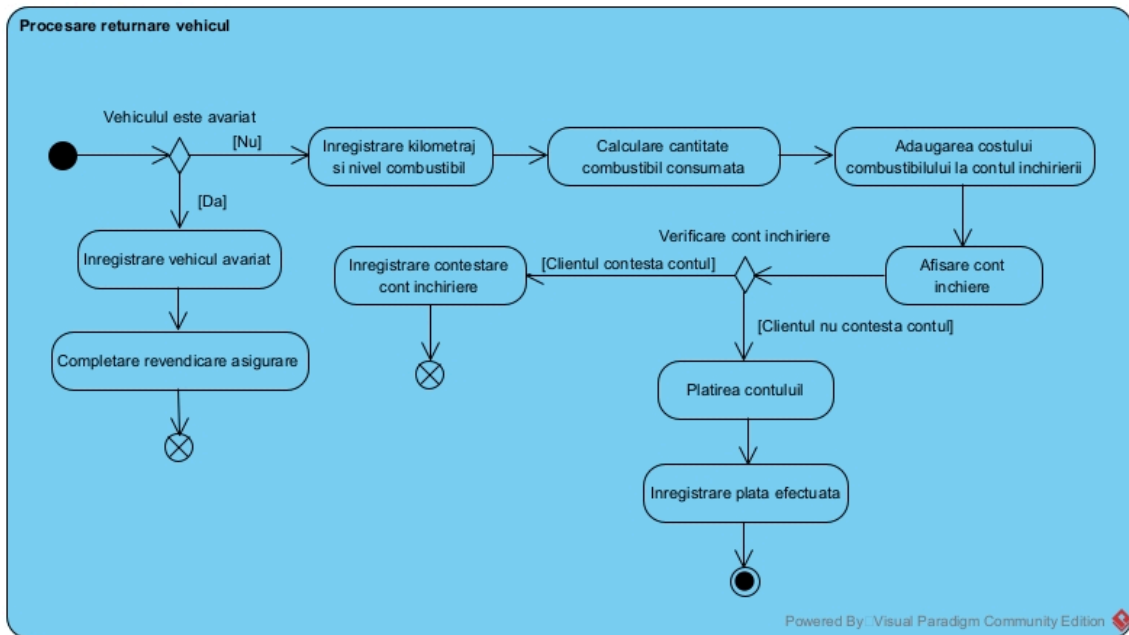 Procesare returnare vehicul
Vehiculul este avariat
[Nu]
Inregistrare kilometraj
si nivel combustibil
Calculare cantitate
combustibil consumata
Adaugarea costului
combustibilului la contul inchirierii
[Da]
Inregistrare vehicul avariat
Completare revendicare asigurare
Verificare cont inchiriere
Inregistrare contestare
cont inchiriere
[Clientul contesta contul]
Afisare cont
inchiere
[Clientul nu contesta contul]
Platirea contuluil
Inregistrare plata efectuata
Powered By Visual Paradigm Community Edition